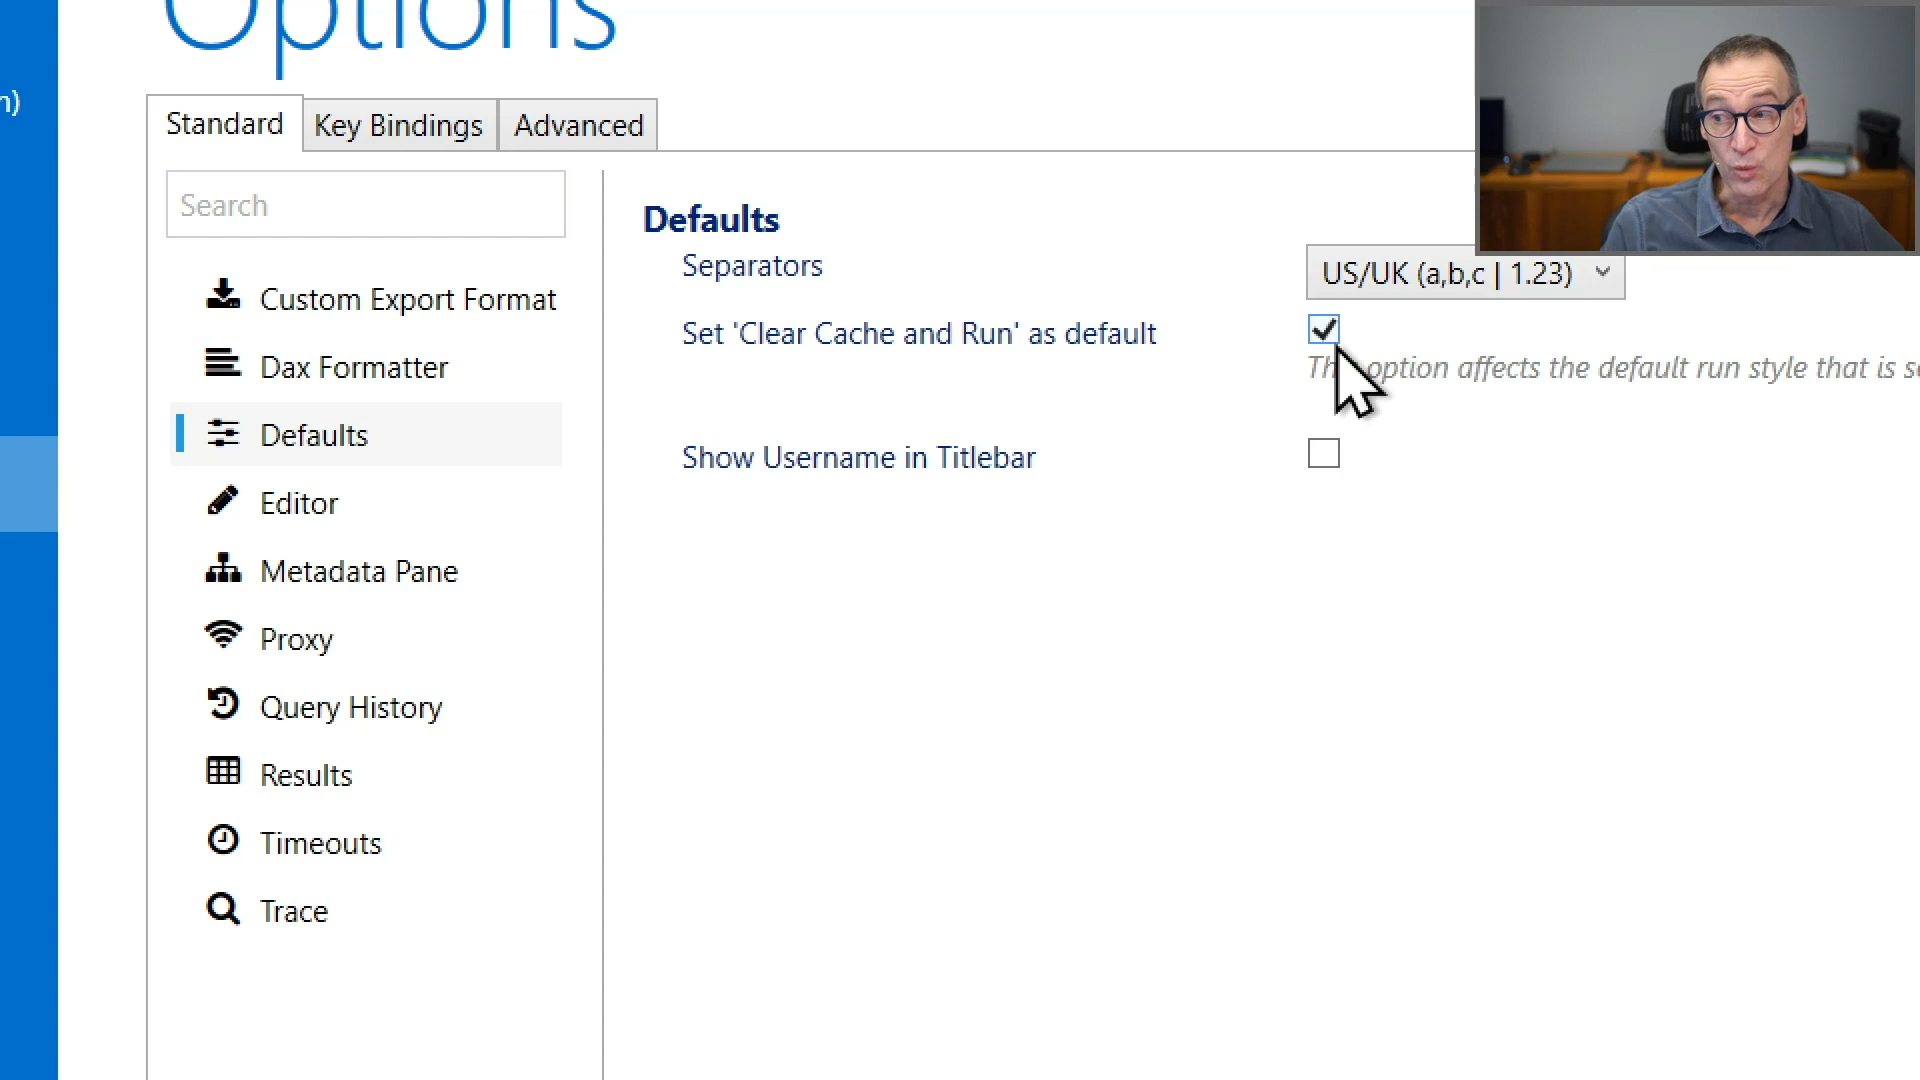 Options
n)
Standard
Key Bindings
Advanced
Search
Custom Export Format
Dax Formatter
Defaults
Editor
Metadata Pane
Proxy
Query History
Results
Timeouts
Trace
Defaults
Separators
US/UK (a,b,c | 1.23)
Set 'Clear Cache and Run' as default
option affects the default run style that is
Show Username in Titlebar